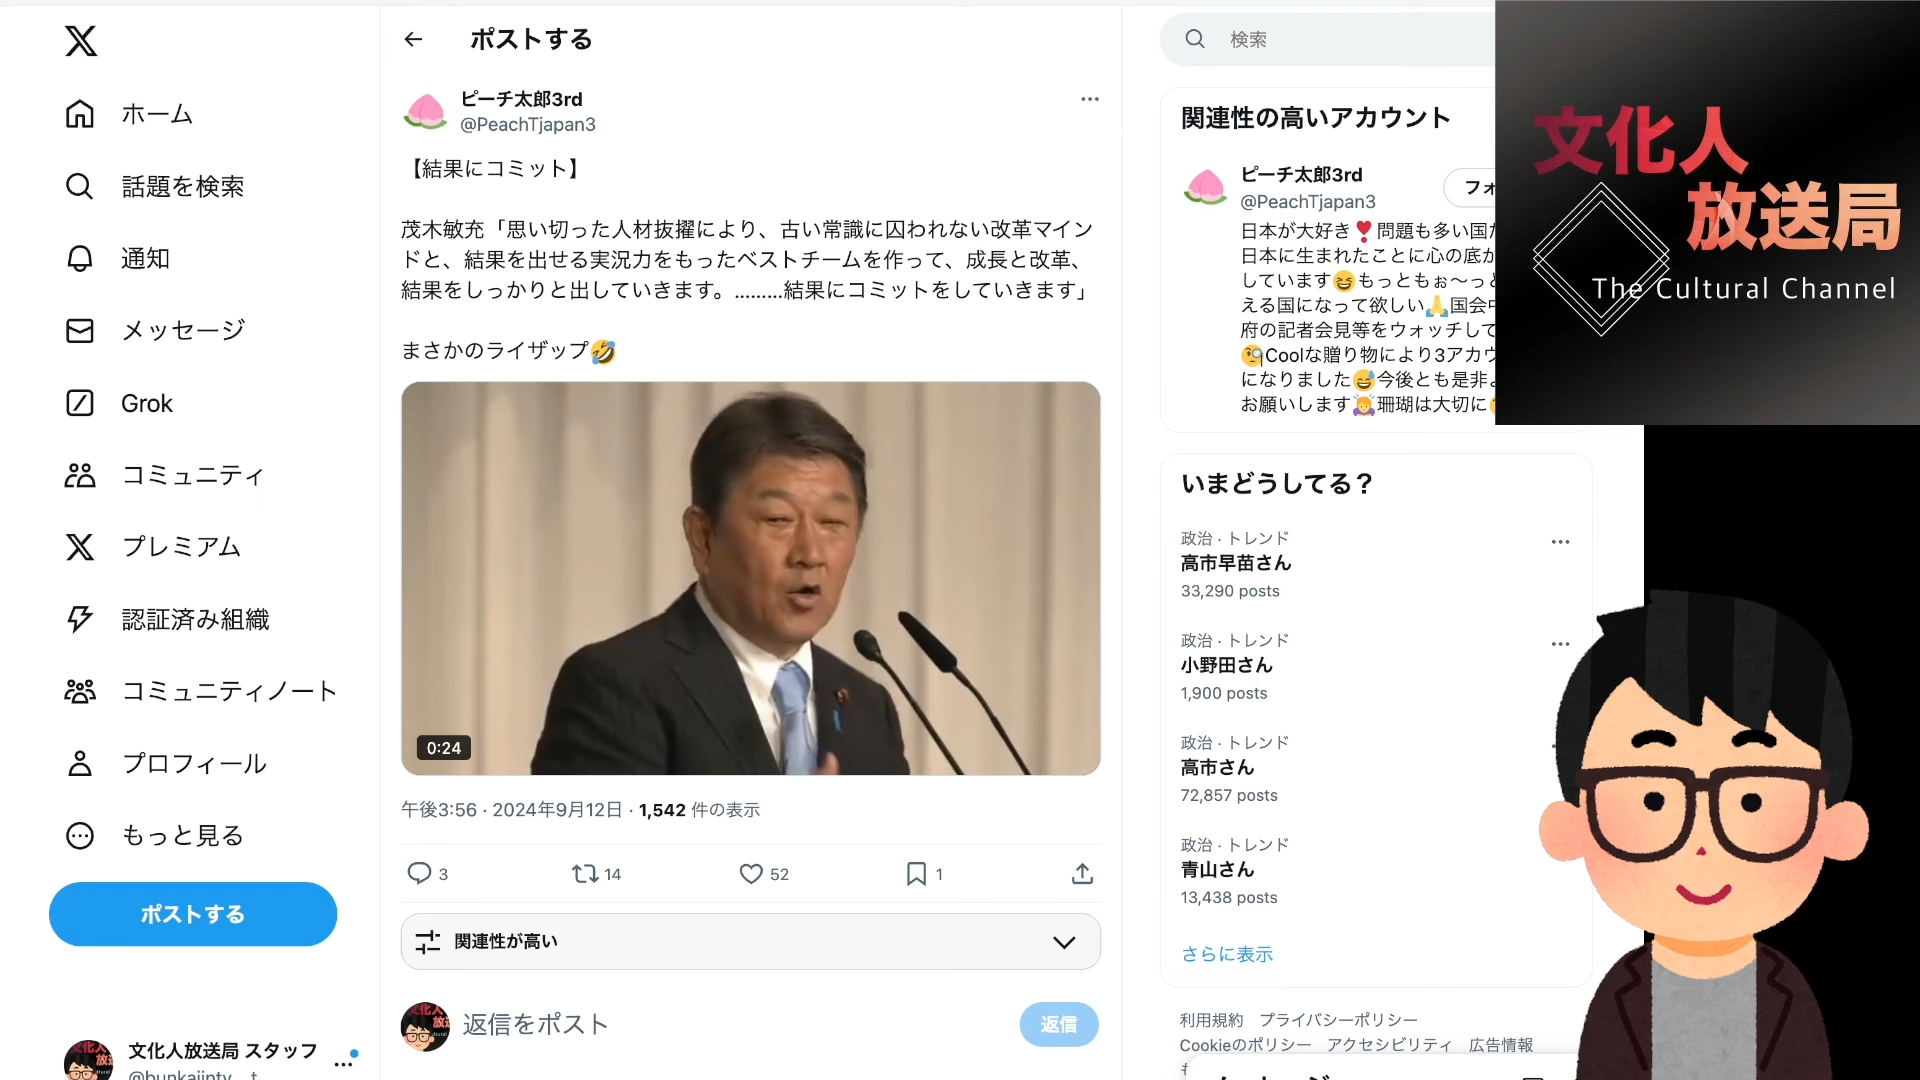 ホーム
話題を検索
通知
メッセージ
Grok
コミュニティ
プレミアム
認証済み組織
コミュニティノート
プロフィール
もっと見る
ポストする
文化人放送局 スタッフ
ポストする
ピーチ太郎3rd
@PeachTjapan3
【結果にコミット】
茂木敏充「思い切った人材抜擢により、古い常識に囚われない改革マイン
ドと、結果を出せる実況力をもったベストチームを作って、成長と改革、
結果をしっかりと出していきます。………結果にコミットをしていきます」
まさかのライザップ🤣
0:24
午後3:56 · 2024年9月12日 · 1,542 件の表示
3
14
52
1
関連性が高い
返信をポスト
返信
検索
関連性の高いアカウント
ピーチ太郎3rd
@PeachTjapan3
フォ
日本が大好き❣️問題も多い国だ
日本に生まれたことに心の底か
しています😆もっともぉ〜っと
える国になって欲しい🙏国会中
府の記者会見等をウォッチして
🧐Coolな贈り物により3アカウ
になりました😅今後とも是非よ
お願いします🙇珊瑚は大切に
いまどうしてる？
政治 · トレンド
高市早苗さん
33,290 posts
政治 · トレンド
小野田さん
1,900 posts
政治 · トレンド
高市さん
72,857 posts
政治 · トレンド
青山さん
13,438 posts
さらに表示
利用規約 プライバシーポリシー
Cookieのポリシー アクセシビリティ 広告情報
文化人
放送局
The Cultural Channel